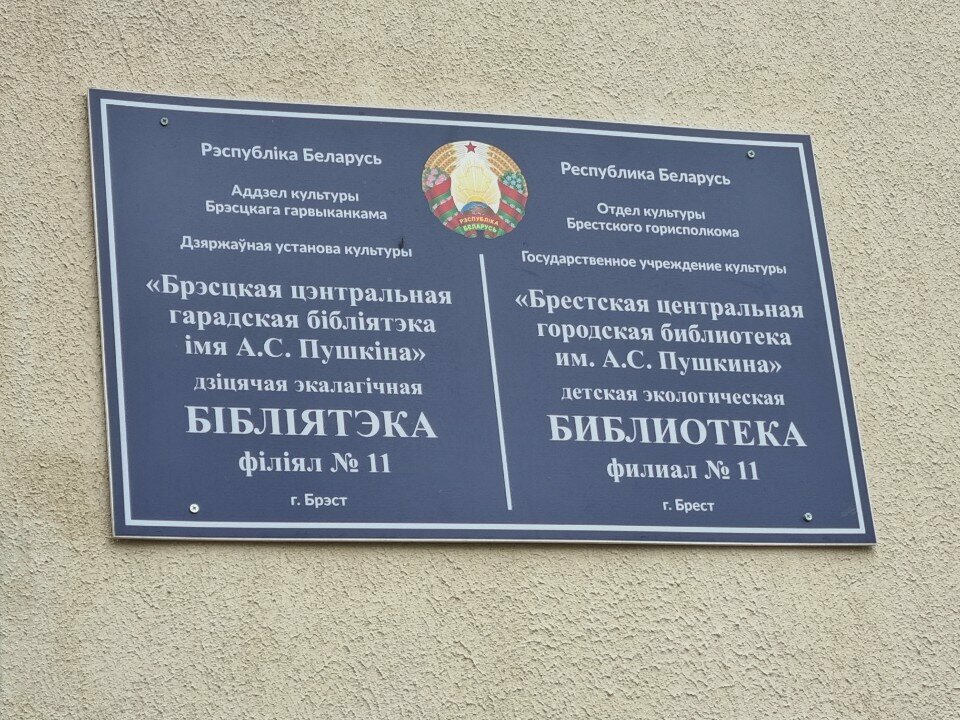 Рэспубліка Беларусь
Аддзел культуры
Брэсцкага гарвыканкама
Дзяржаўная установа культуры
«Брэсцкая цэнтральная
гарадская бібліятэка
імя А.С. Пушкіна»
дзіцячая экалагічная
БІБЛІЯТЭКА
філіял № 11
г. Брэст
РЭСПУБЛІКА
БЕЛАРУСЬ
Республика Беларусь
Отдел культуры
Брестского горисполкома
Государственное учреждение культуры
«Брестская центральная
городская библиотека
им. А.С. Пушкина»
детская экологическая
БИБЛИОТЕКА
филиал № 11
г. Брест